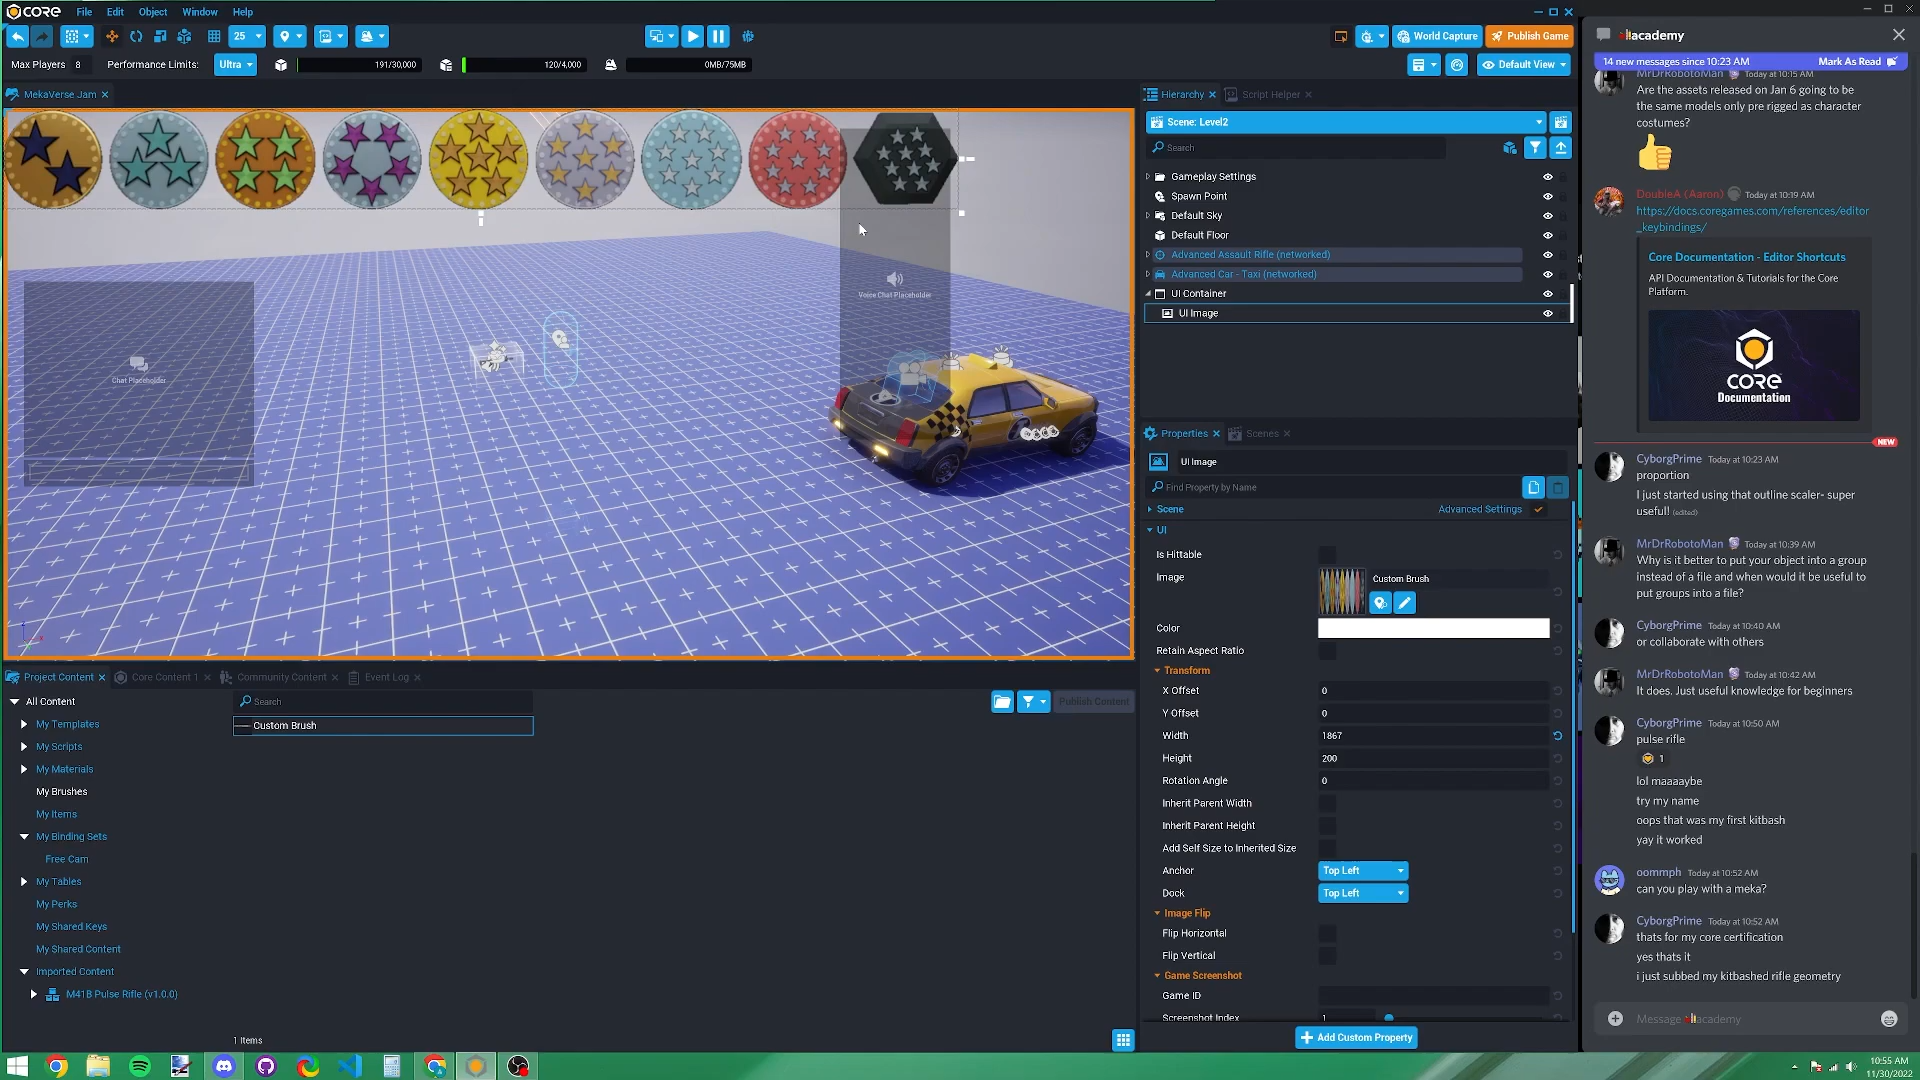 CORE
File Edit Object Window Help
25
World Capture
Publish Game
Max Players 8 Performance Limits: Ultra 191/30,000 120/4,000 0MB/75MB
Default View
MekaVerse Jam
Chat Placeholder
Voice Chat Placeholder
Hierarchy
Script Helper
Scene: Level2
Search
Gameplay Settings
Spawn Point
Default Sky
Default Floor
Advanced Assault Rifle (networked)
Advanced Car - Taxi (networked)
UI Container
UI Image
Properties
Scenes
UI Image
Find Property by Name
Scene
Advanced Settings
UI
Is Hittable
Image
Custom Brush
Color
Retain Aspect Ratio
Transform
X Offset 0
Y Offset 0
Width 1867
Height 200
Rotation Angle 0
Inherit Parent Width
Inherit Parent Height
Add Self Size to Inherited Size
Anchor Top Left
Dock Top Left
Image Flip
Flip Horizontal
Flip Vertical
Game Screenshot
Game ID
Screenshot Index 1
Add Custom Property
Project Content
Core Content 1
Community Content
Event Log
All Content
Search
Publish Content
Custom Brush
My Templates
My Scripts
My Materials
My Brushes
My Items
My Binding Sets
Free Cam
My Tables
My Perks
My Shared Keys
My Shared Content
Imported Content
M41B Pulse Rifle (v1.0.0)
1 Items
academy
14 new messages since 10:23 AM Mark As Read
MrDrRobotoMan Today at 10:15 AM
Are the assets released on Jan 6 going to be
the same models only pre rigged as character
costumes?
DoubleA (Aaron) Today at 10:19 AM
https://docs.coregames.com/references/editor
_keybindings/
Core Documentation - Editor Shortcuts
API Documentation & Tutorials for the Core
Platform.
CORE
Documentation
NEW
CyborgPrime Today at 10:23 AM
proportion
I just started using that outline scaler- super
useful! (edited)
MrDrRobotoMan Today at 10:39 AM
Why is it better to put your object into a group
instead of a file and when would it be useful to
put groups into a file?
CyborgPrime Today at 10:40 AM
or collaborate with others
MrDrRobotoMan Today at 10:42 AM
It does. Just useful knowledge for beginners
CyborgPrime Today at 10:50 AM
pulse rifle
1
lol maaaaybe
try my name
oops that was my first kitbash
yay it worked
oommph Today at 10:52 AM
can you play with a meka?
CyborgPrime Today at 10:52 AM
thats for my core certification
yes thats it
i just subbed my kitbashed rifle geometry
Message academy
10:55 AM
11/30/2022